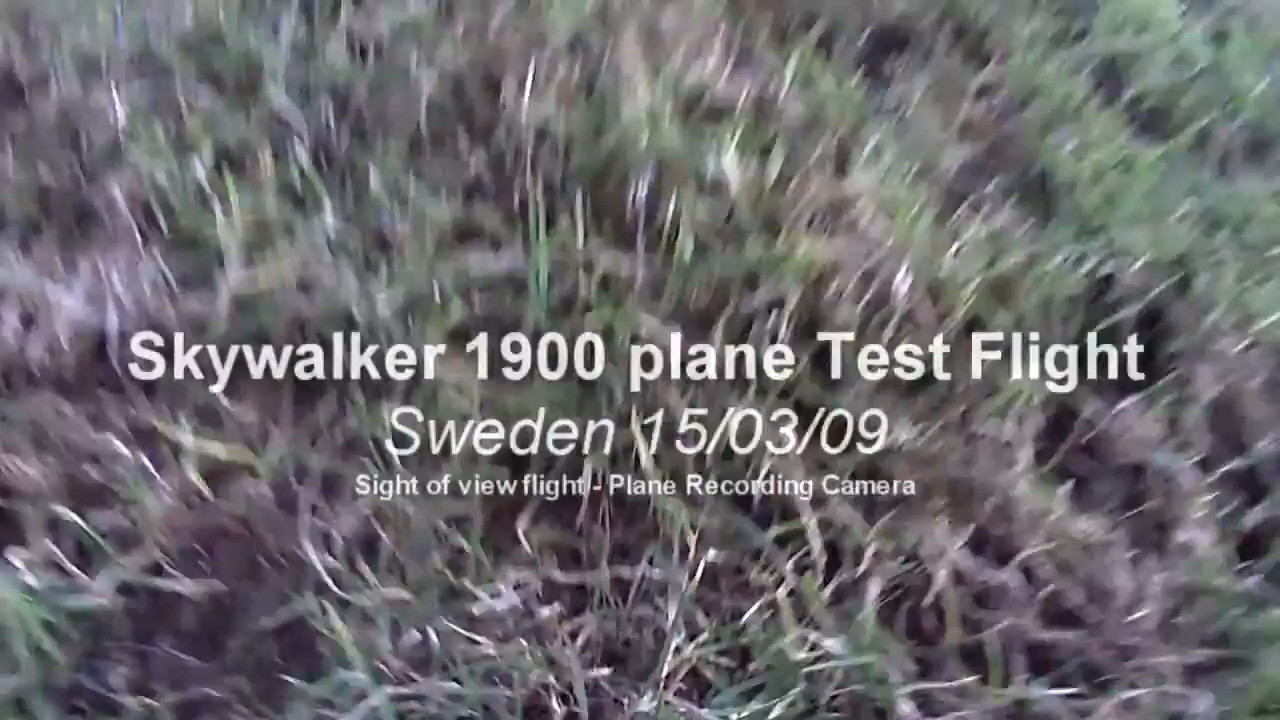 Skywalker 1900 plane Test Flight
Sweden 15/03/09
Sight of view flight - Plane Recording Camera